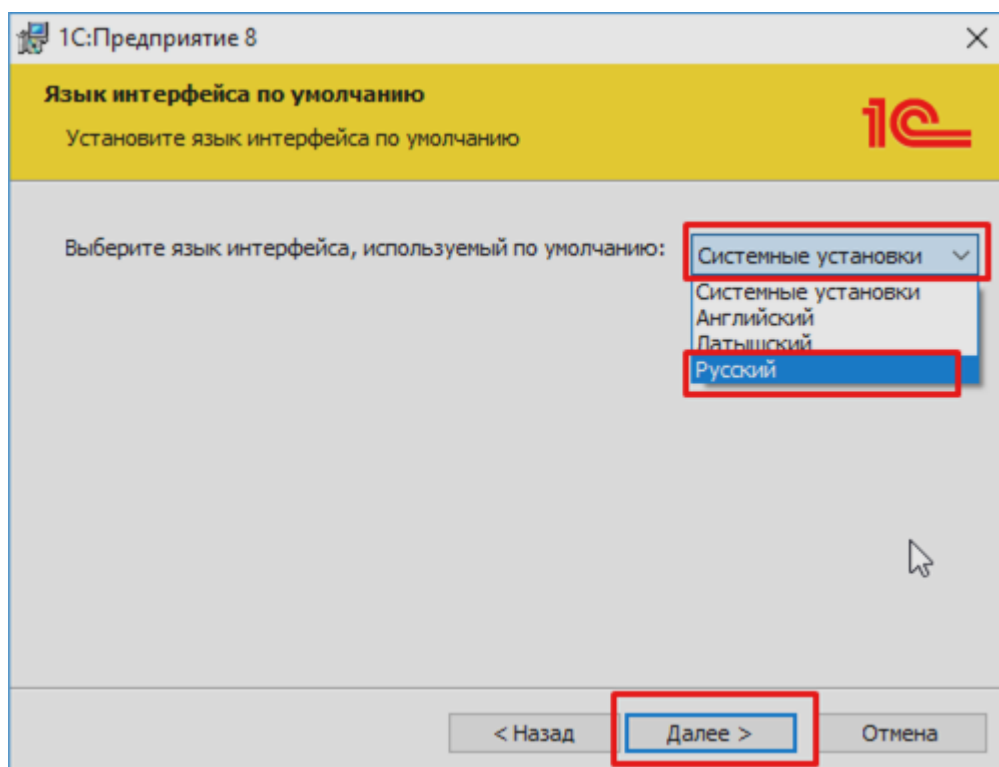 1С:Предприятие 8
Язык интерфейса по умолчанию
Установите язык интерфейса по умолчанию
1С
Выберите язык интерфейса, используемый по умолчанию:
Системные установки
Системные установки
Английский
Латышский
Русский
< Назад
Далее >
Отмена